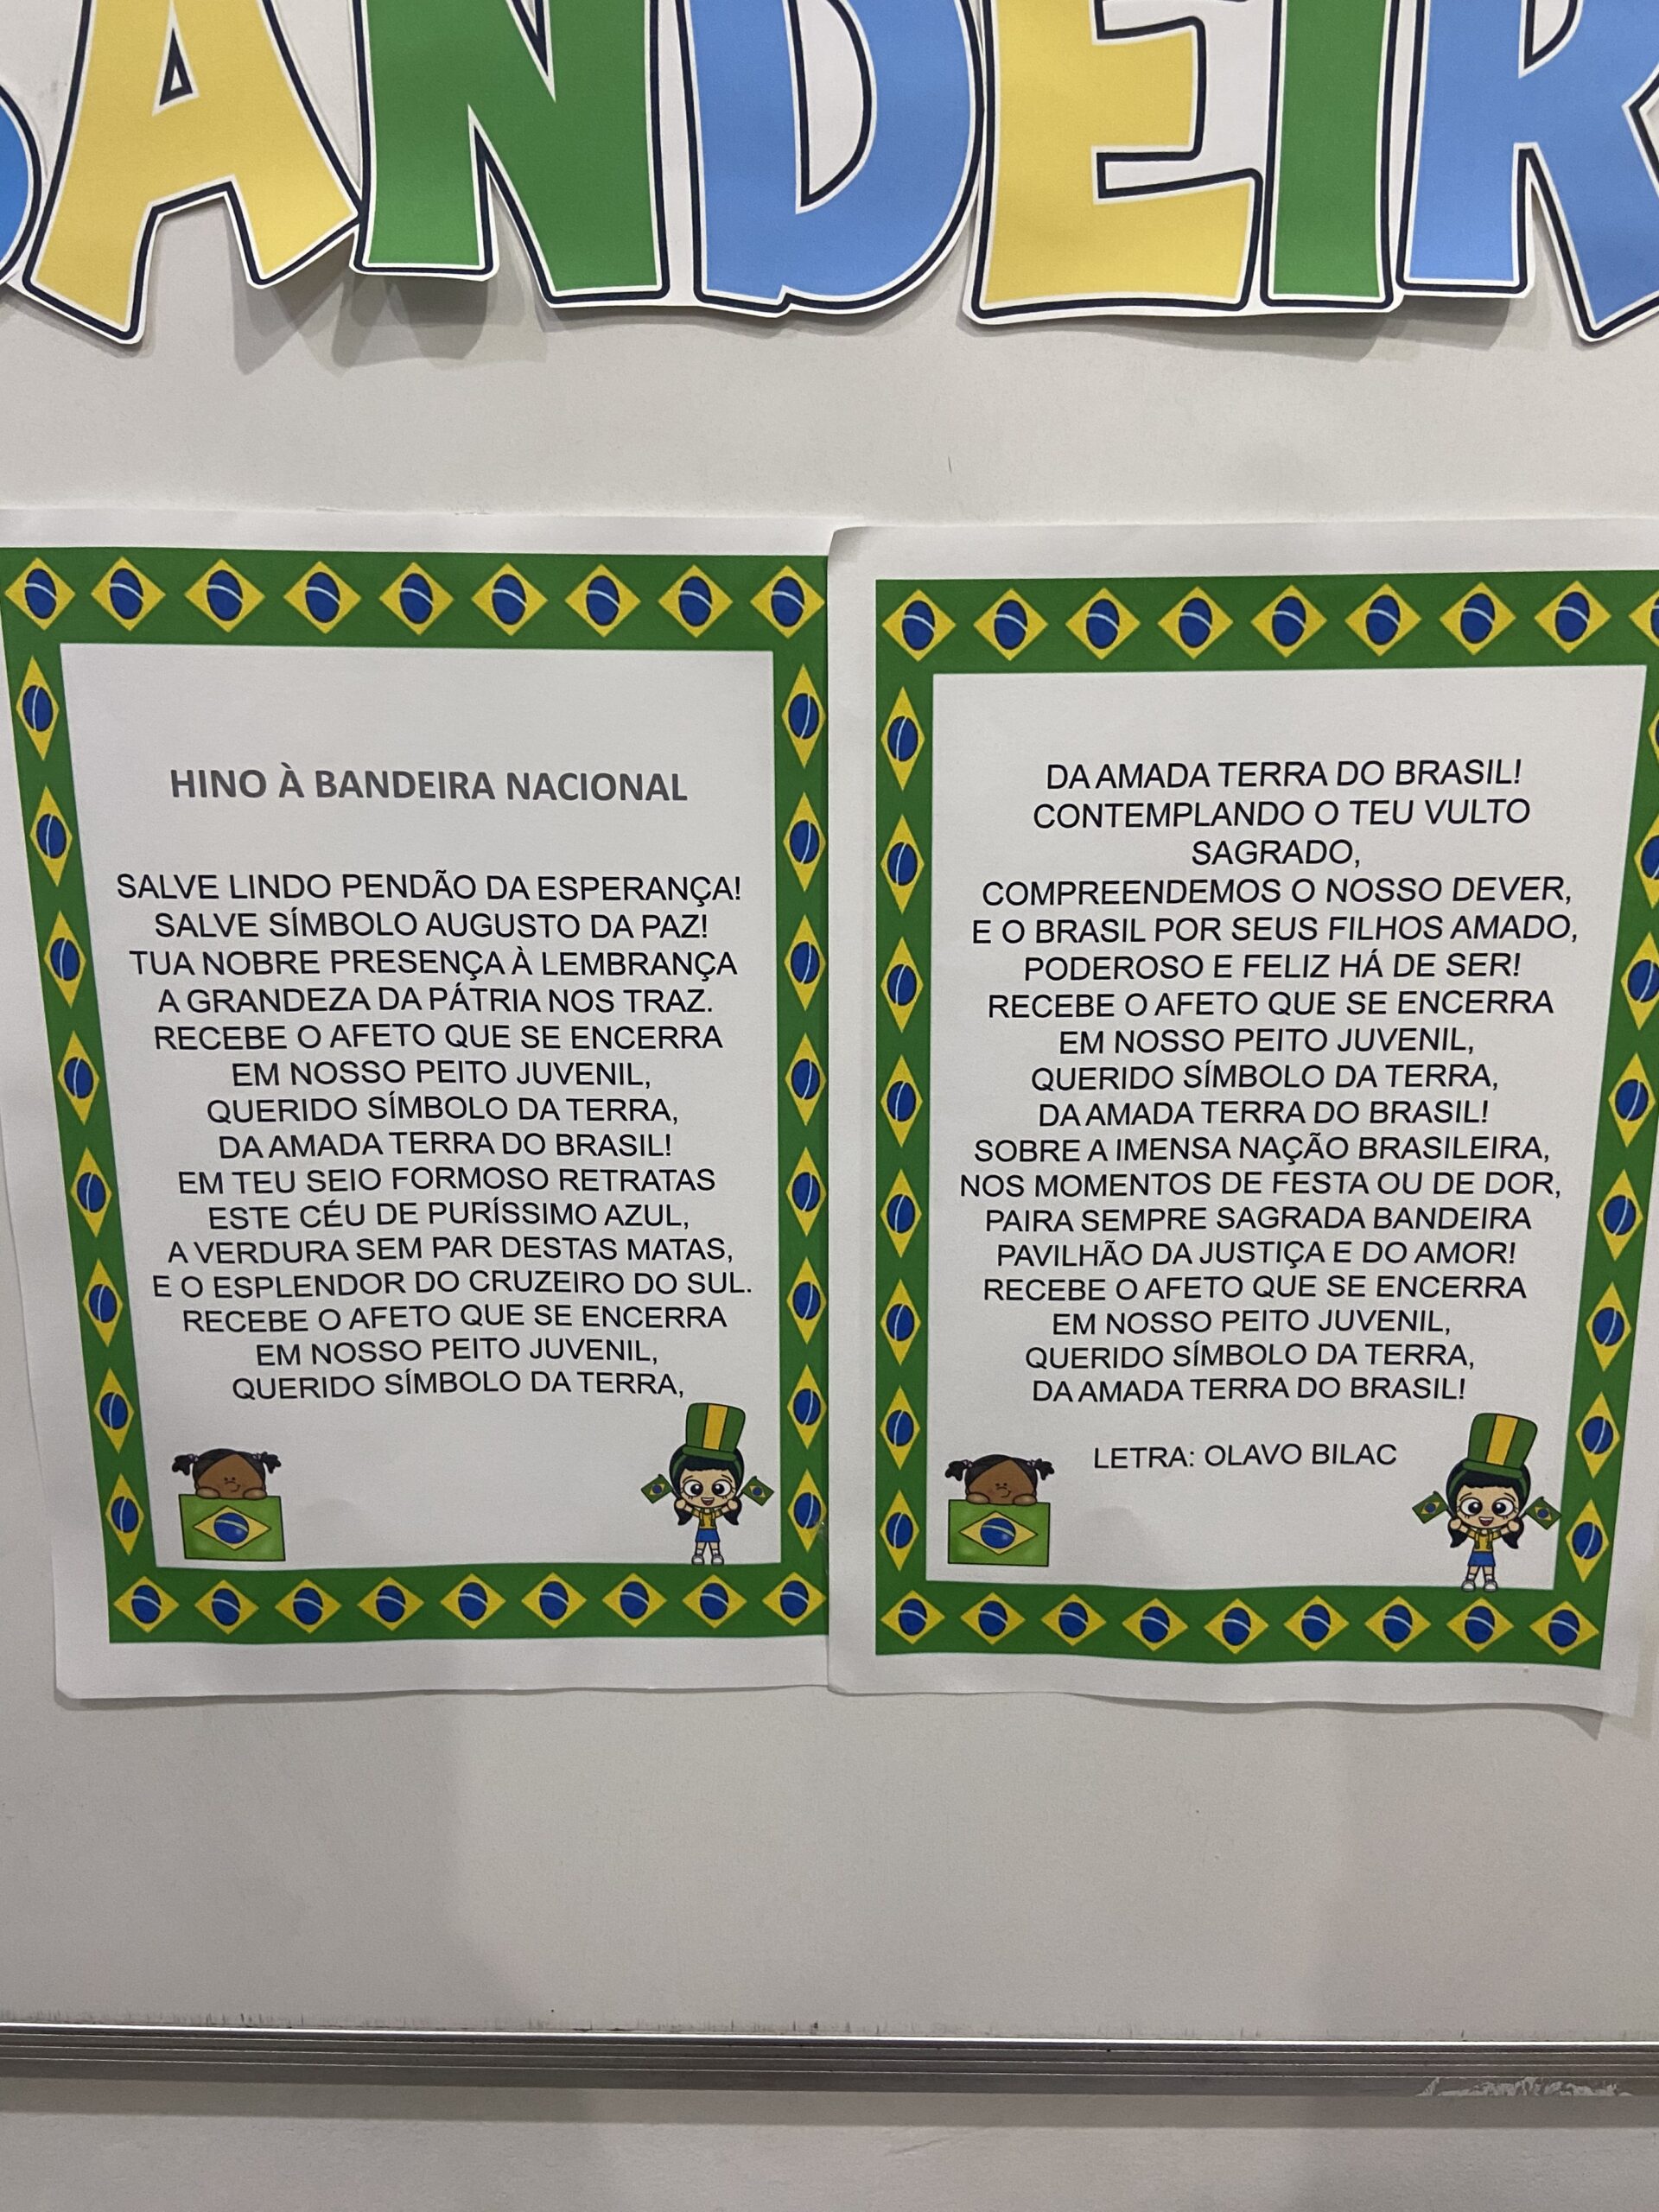 BANDEIR
HINO À BANDEIRA NACIONAL
SALVE LINDO PENDÃO DA ESPERANÇA!
SALVE SÍMBOLO AUGUSTO DA PAZ!
TUA NOBRE PRESENÇA À LEMBRANÇA
A GRANDEZA DA PÁTRIA NOS TRAZ.
RECEBE O AFETO QUE SE ENCERRA
EM NOSSO PEITO JUVENIL,
QUERIDO SÍMBOLO DA TERRA,
DA AMADA TERRA DO BRASIL!
EM TEU SEIO FORMOSO RETRATAS
ESTE CÉU DE PURÍSSIMO AZUL,
A VERDURA SEM PAR DESTAS MATAS,
E O ESPLENDOR DO CRUZEIRO DO SUL.
RECEBE O AFETO QUE SE ENCERRA
EM NOSSO PEITO JUVENIL,
QUERIDO SÍMBOLO DA TERRA,
DA AMADA TERRA DO BRASIL!
CONTEMPLANDO O TEU VULTO
SAGRADO,
COMPREENDEMOS O NOSSO DEVER,
E O BRASIL POR SEUS FILHOS AMADO,
PODEROSO E FELIZ HÁ DE SER!
RECEBE O AFETO QUE SE ENCERRA
EM NOSSO PEITO JUVENIL,
QUERIDO SÍMBOLO DA TERRA,
DA AMADA TERRA DO BRASIL!
SOBRE A IMENSA NAÇÃO BRASILEIRA,
NOS MOMENTOS DE FESTA OU DE DOR,
PAIRA SEMPRE SAGRADA BANDEIRA
PAVILHÃO DA JUSTIÇA E DO AMOR!
RECEBE O AFETO QUE SE ENCERRA
EM NOSSO PEITO JUVENIL,
QUERIDO SÍMBOLO DA TERRA,
DA AMADA TERRA DO BRASIL!
LETRA: OLAVO BILAC